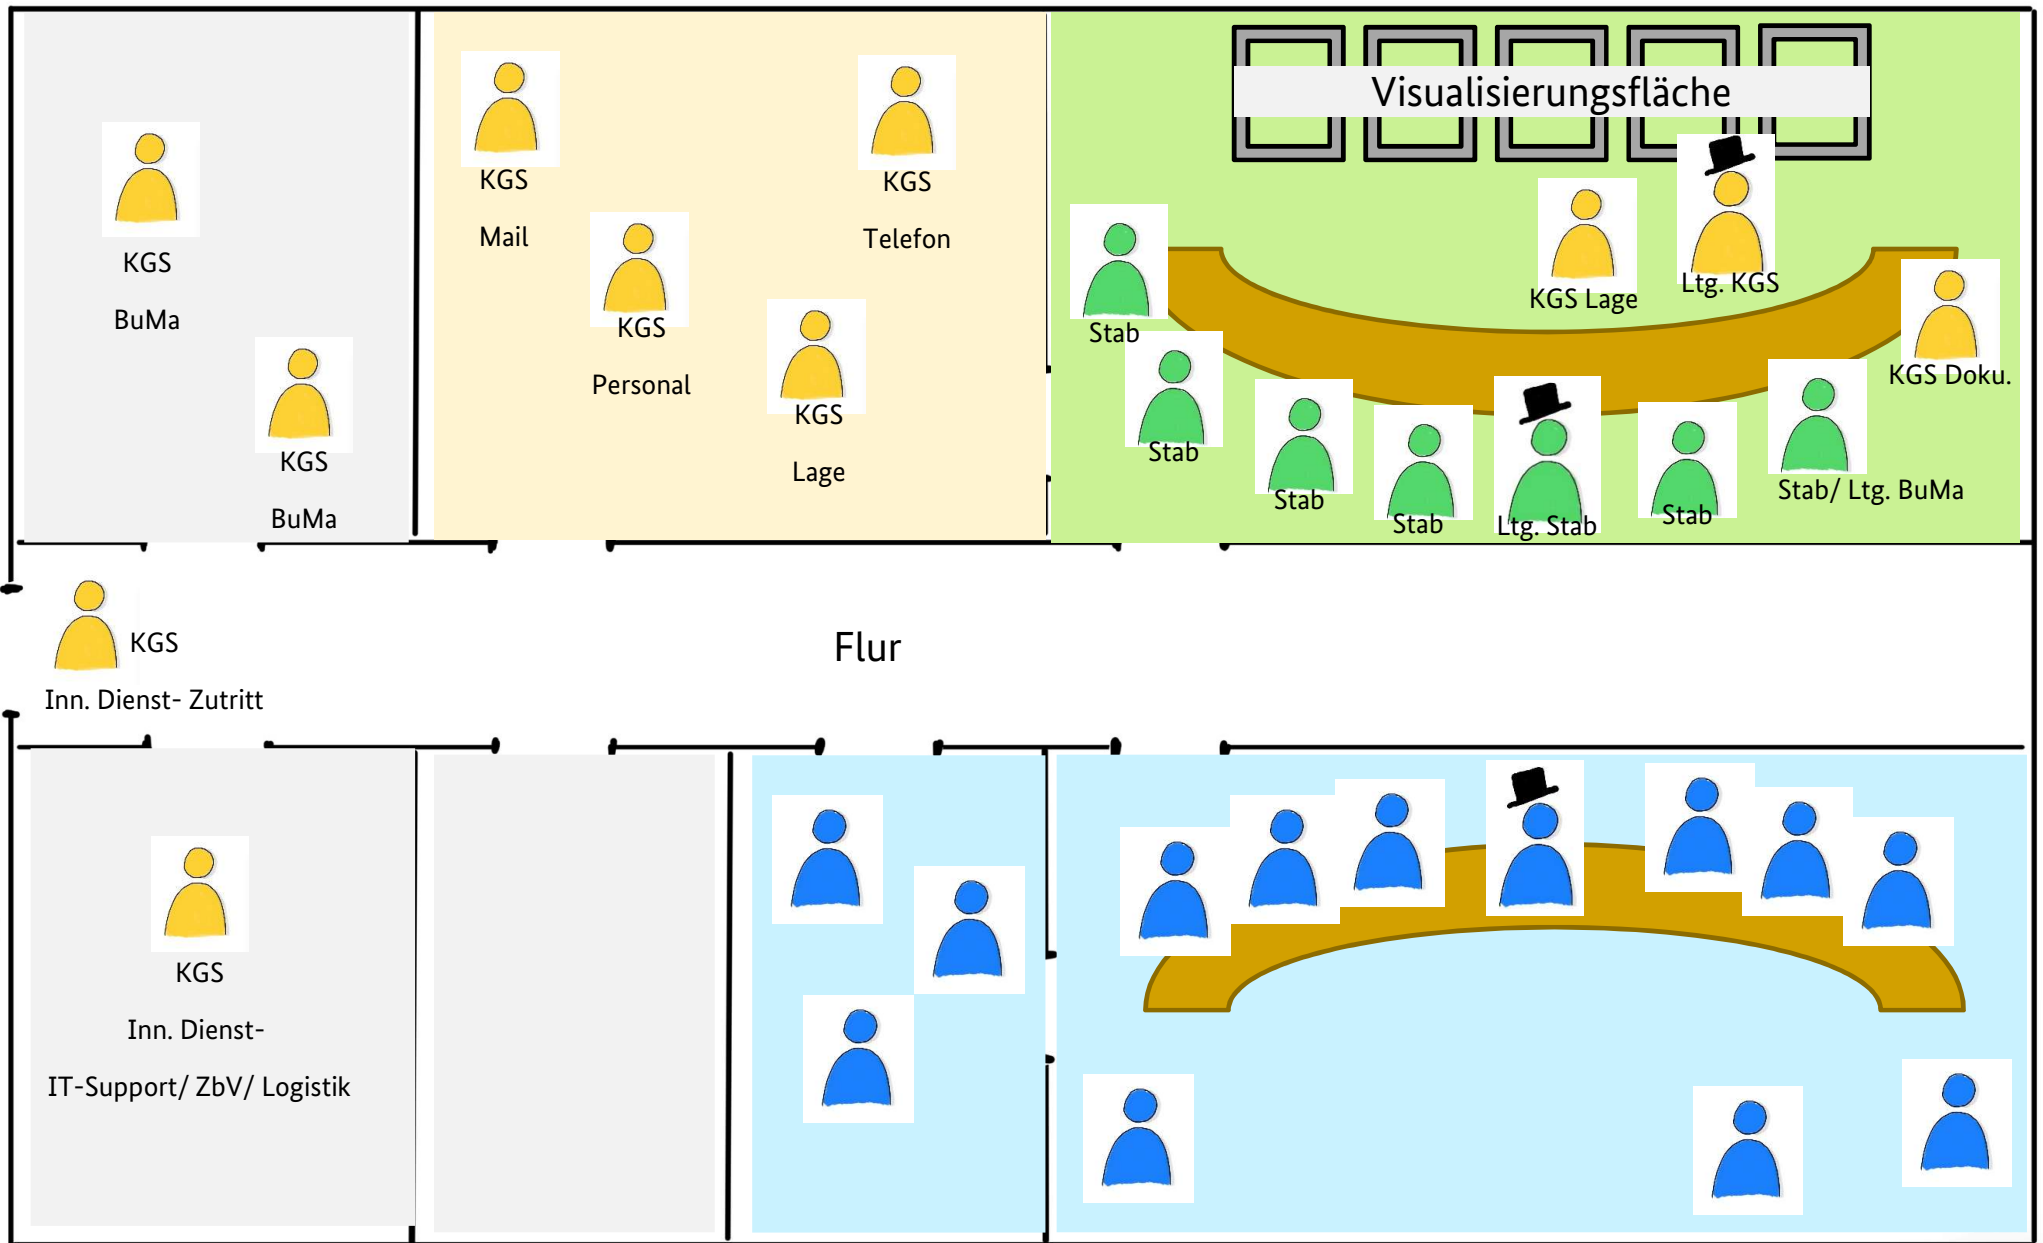 Visualisierungsfläche
KGS
BuMa
KGS
BuMa
KGS
Mail
KGS
Personal
KGS
Telefon
KGS
Lage
KGS Lage
Ltg. KGS
KGS Doku.
Stab
Stab
Stab
Stab
Ltg. Stab
Stab
Stab/ Ltg. BuMa
KGS
Inn. Dienst- Zutritt
Flur
KGS
Inn. Dienst-
IT-Support/ ZbV/ Logistik